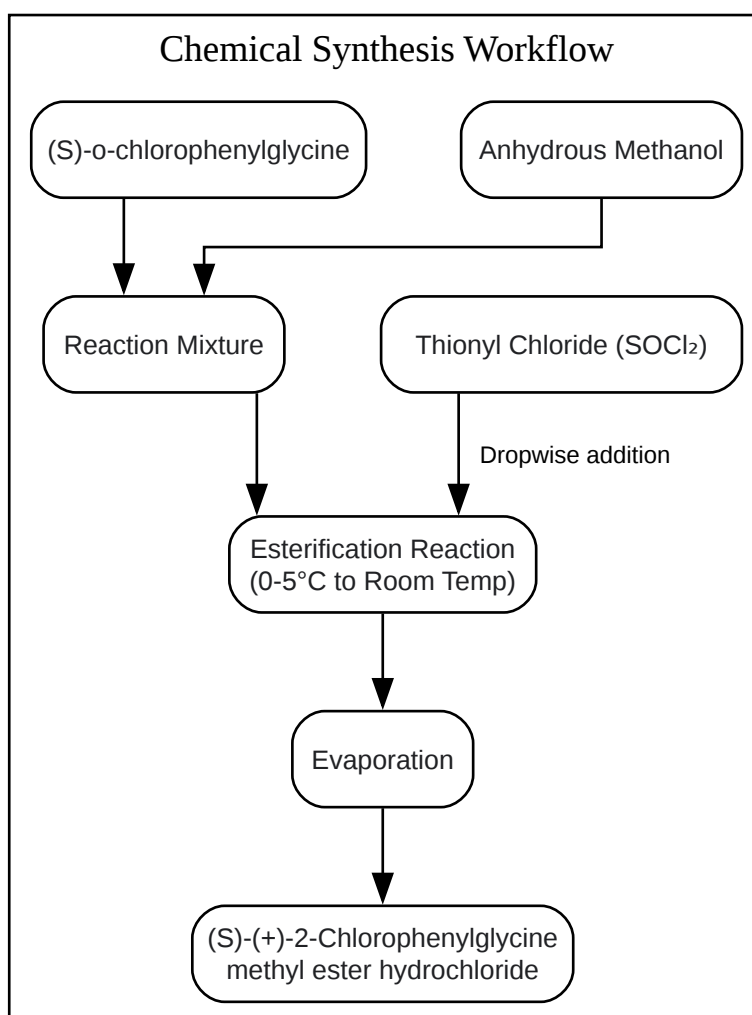 Chemical Synthesis Workflow
(S)-o-chlorophenylglycine
Anhydrous Methanol
Reaction Mixture
Thionyl Chloride (SOCl₂)
Dropwise addition
Esterification Reaction
(0-5°C to Room Temp)
Evaporation
(S)-(+)-2-Chlorophenylglycine
methyl ester hydrochloride